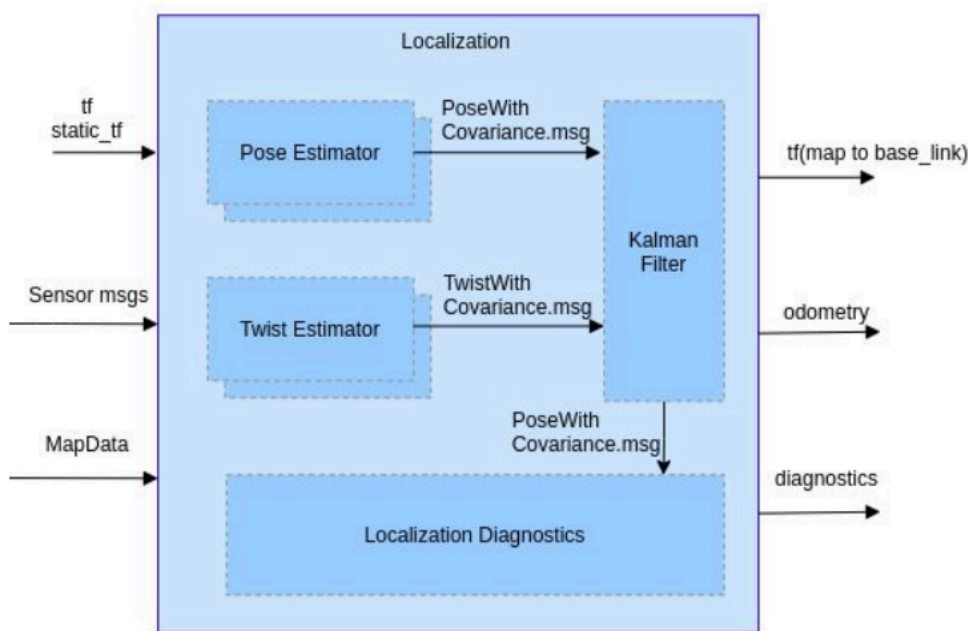 Localization
tf
static_tf
Pose Estimator
PoseWith
Covariance.msg
Kalman
Filter
tf(map to base_link)
Sensor msgs
Twist Estimator
TwistWith
Covariance.msg
odometry
MapData
PoseWith
Covariance.msg
Localization Diagnostics
diagnostics